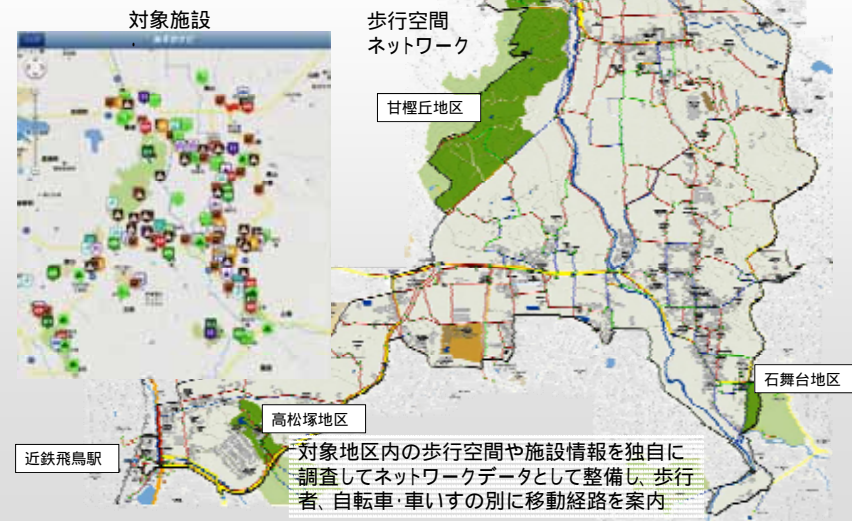 対象施設
歩行空間
ネットワーク
甘樫丘地区
石舞台地区
高松塚地区
近鉄飛鳥駅
対象地区内の歩行空間や施設情報を独自に
調査してネットワークデータとして整備し、歩行
者、自転車・車いすの別に移動経路を案内